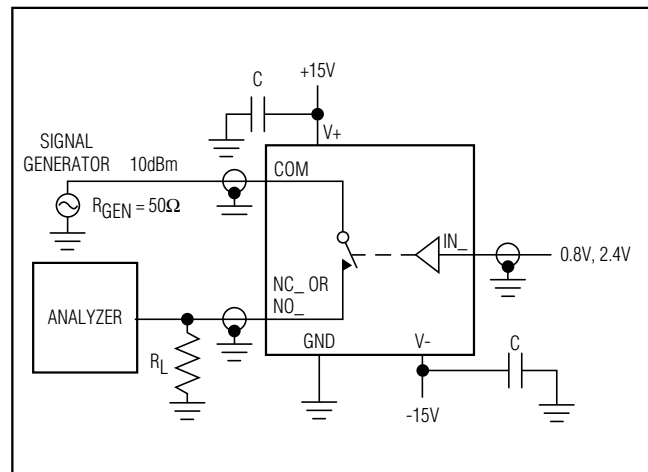 +15V
C
V+
SIGNAL
GENERATOR
10dBm
COM
RGEN = 50Ω
IN_
0.8V, 2.4V
NC_ OR
NO_
ANALYZER
GND
V-
C
RL
-15V